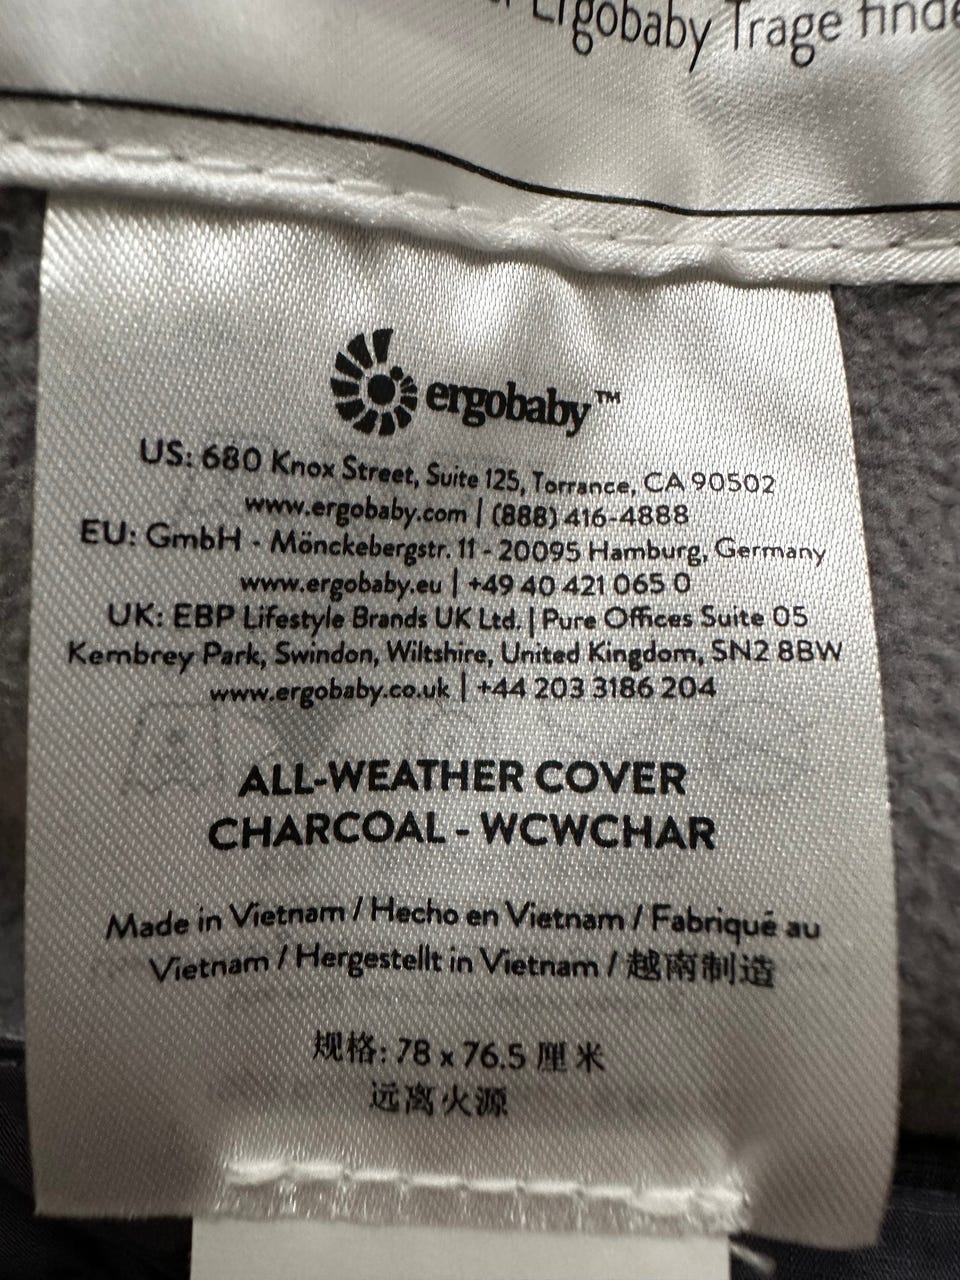 Ergobaby Trage finde
ergobaby™
US: 680 Knox Street, Suite 125, Torrance, CA 90502
www.ergobaby.com | (888) 416-4888
EU: GmbH - Mönckebergstr. 11 - 20095 Hamburg, Germany
www.ergobaby.eu | +49 40 421 065 0
UK: EBP Lifestyle Brands UK Ltd. | Pure Offices Suite 05
Kembrey Park, Swindon, Wiltshire, United Kingdom, SN2 8BW
www.ergobaby.co.uk | +44 203 3186 204
ALL-WEATHER COVER
CHARCOAL - WCWCHAR
Made in Vietnam / Hecho en Vietnam / Fabriqué au
Vietnam / Hergestellt in Vietnam / 越南制造
规格: 78 x 76.5 厘米
远离火源